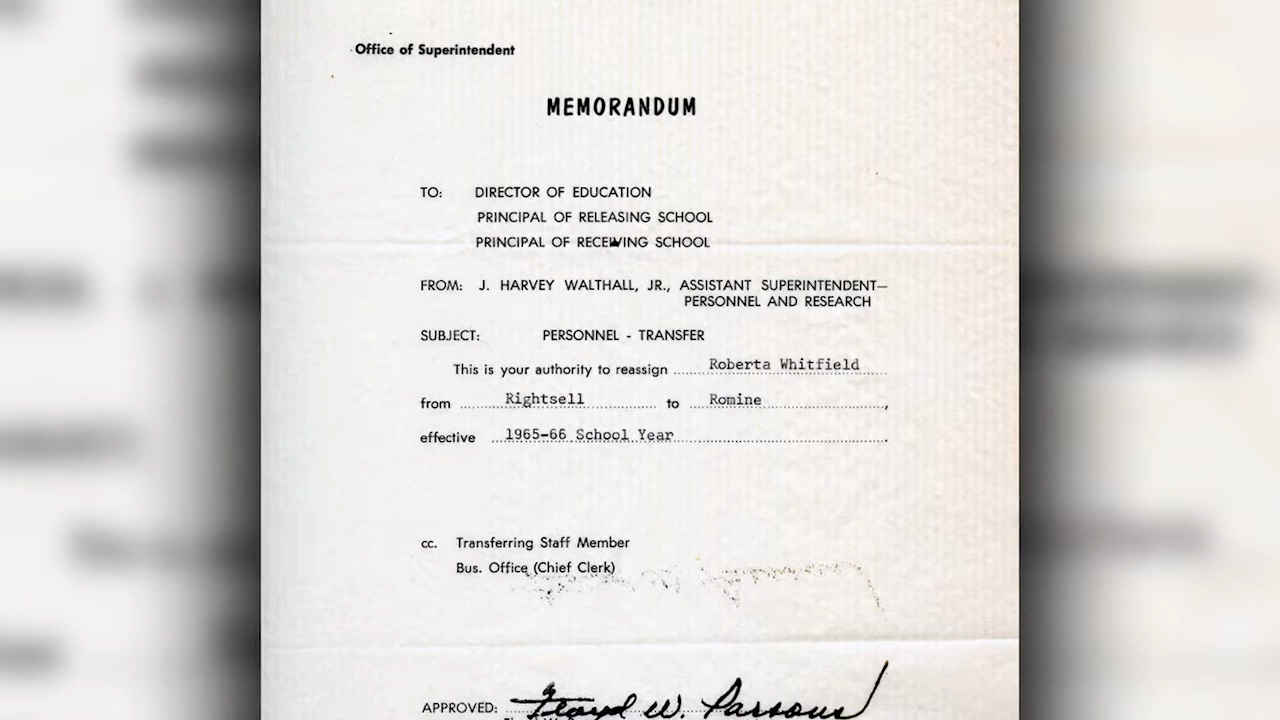 Office of Superintendent
MEMORANDUM
TO: DIRECTOR OF EDUCATION
PRINCIPAL OF RELEASING SCHOOL
PRINCIPAL OF RECEIVING SCHOOL
FROM: J. HARVEY WALTHALL, JR., ASSISTANT SUPERINTENDENT—
PERSONNEL AND RESEARCH
SUBJECT: PERSONNEL - TRANSFER
This is your authority to reassign Roberta Whitfield
from Rightsell to Romine,
effective 1965-66 School Year.
cc. Transferring Staff Member
Bus. Office (Chief Clerk)
APPROVED: Floyd W. Parsons